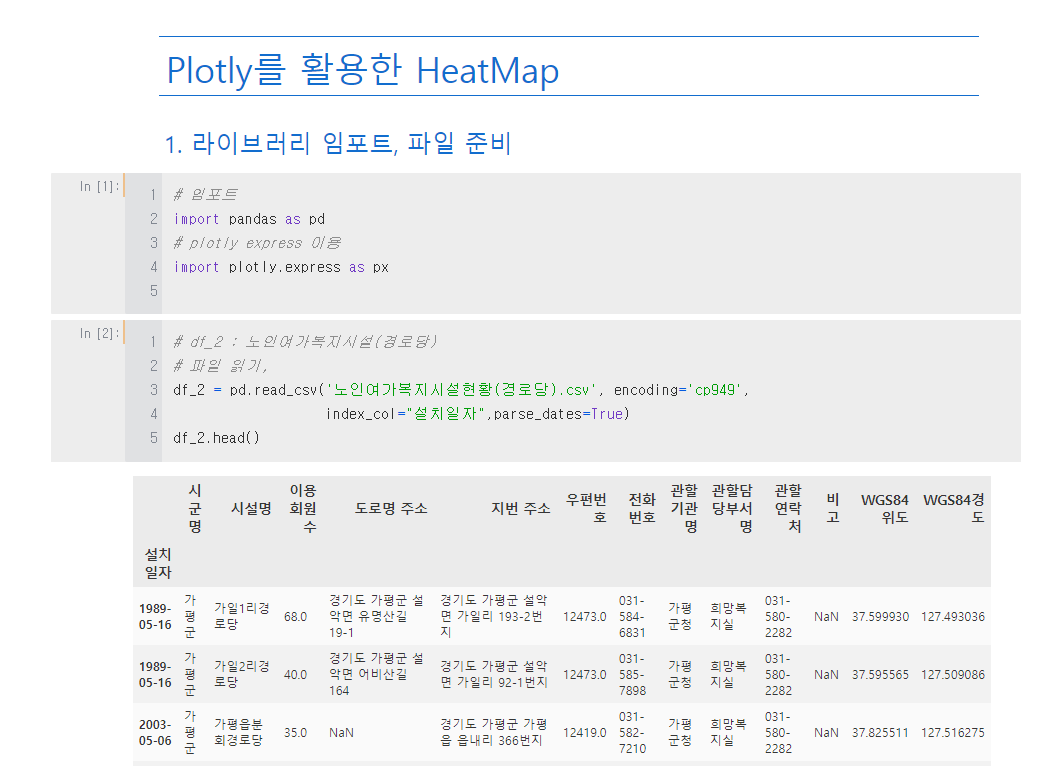 Plotly를 활용한 HeatMap
1. 라이브러리 임포트, 파일 준비
In [1]:
1 # 임포트
2 import pandas as pd
3 # plotly express 이용
4 import plotly.express as px
5
In [2]:
1 # df_2 : 노인여가복지시설(경로당)
2 # 파일 읽기,
3 df_2 = pd.read_csv('노인여가복지시설현황(경로당).csv', encoding='cp949',
4 index_col="설치일자",parse_dates=True)
5 df_2.head()
시군명 시설명 이용회원수 도로명 주소 지번 주소 우편번호 전화번호 관할기관명 관할담당부서명 관할연락처 비고 WGS84위도 WGS84경도
설치일자
1989-05-16 가평군 가일1리경로당 68.0 경기도 가평군 설악면 유명산길 19-1 경기도 가평군 설악면 가일리 193-2번지 12473.0 031-584-6831 가평군청 희망복지실 031-580-2282 NaN 37.599930 127.493036
1989-05-16 가평군 가일2리경로당 40.0 경기도 가평군 설악면 어비산길 164 경기도 가평군 설악면 가일리 92-1번지 12473.0 031-585-7898 가평군청 희망복지실 031-580-2282 NaN 37.595565 127.509086
2003-05-06 가평군 가평읍분회경로당 35.0 NaN 경기도 가평군 가평읍 읍내리 366번지 12419.0 031-582-7210 가평군청 희망복지실 031-580-2282 NaN 37.825511 127.516275